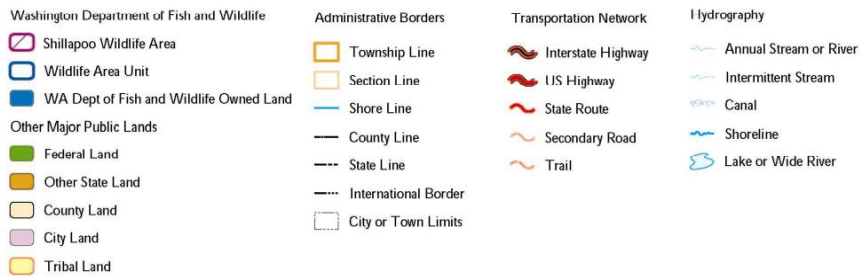 Washington Department of Fish and Wildlife
Shillapoo Wildlife Area
Wildlife Area Unit
WA Dept of Fish and Wildlife Owned Land
Other Major Public Lands
Federal Land
Other State Land
County Land
City Land
Tribal Land
Administrative Borders
Township Line
Section Line
Shore Line
County Line
State Line
International Border
City or Town Limits
Transportation Network
Interstate Highway
US Highway
State Route
Secondary Road
Trail
Hydrography
Annual Stream or River
Intermittent Stream
Canal
Shoreline
Lake or Wide River